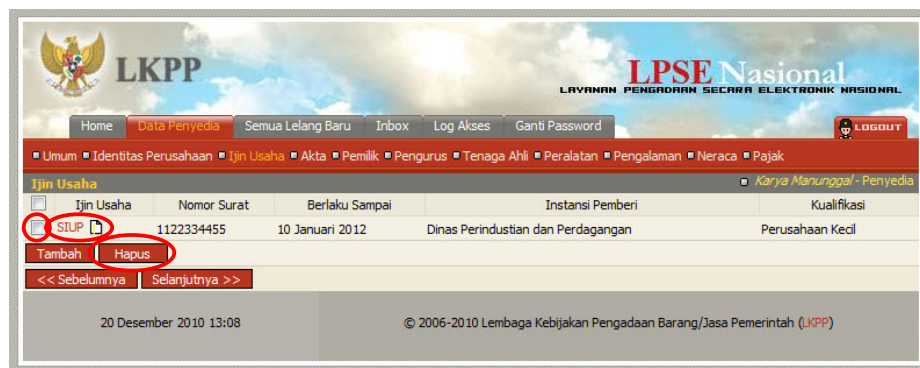 LKPP
LPSE Nasional
LAYANAN PENGADAAN SECARA ELEKTRONIK NASIONAL
Home Data Penyedia Semua Lelang Baru Inbox Log Akses Ganti Password LOGOUT
Umum Identitas Perusahaan Ijin Usaha Akta Pemilik Pengurus Tenaga Ahli Peralatan Pengalaman Neraca Pajak
Ijin Usaha Karya Manunggal - Penyedia
Ijin Usaha Nomor Surat Berlaku Sampai Instansi Pemberi Kualifikasi
SIUP 1122334455 10 Januari 2012 Dinas Perindustian dan Perdagangan Perusahaan Kecil
Tambah Hapus
<< Sebelumnya Selanjutnya >>
20 Desember 2010 13:08 © 2006-2010 Lembaga Kebijakan Pengadaan Barang/Jasa Pemerintah (LKPP)